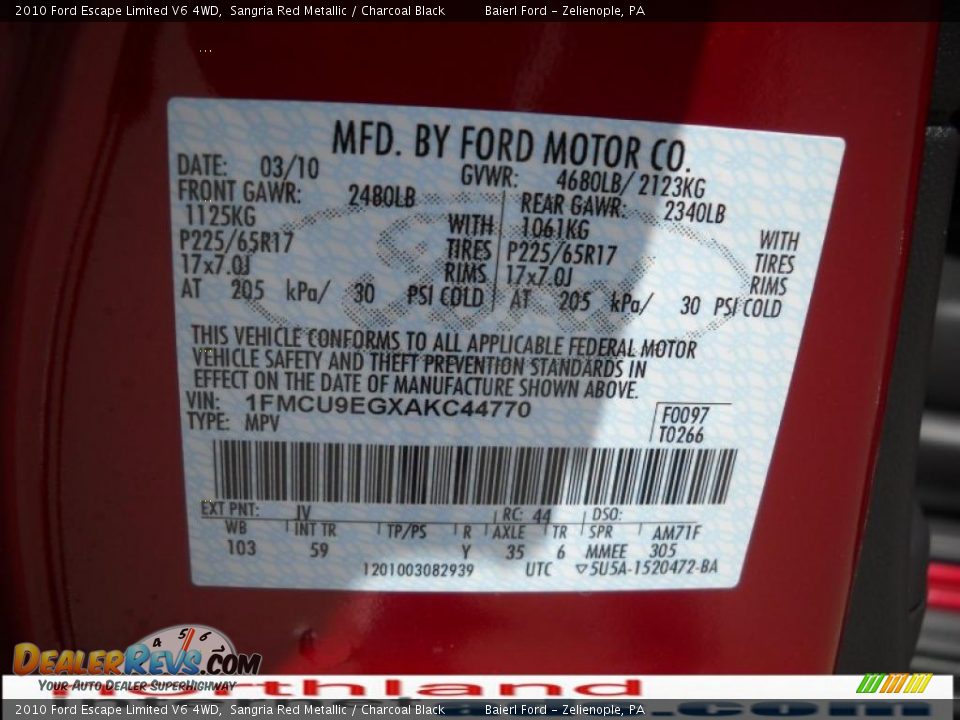 2010 Ford Escape Limited V6 4WD, Sangria Red Metallic / Charcoal Black Baierl Ford - Zelienople, PA
...
MFD. BY FORD MOTOR CO.
DATE: 03/10 GVWR: 4680LB/ 2123KG
FRONT GAWR: 2480LB REAR GAWR: 2340LB
1125KG WITH 1061KG WITH
P225/65R17 TIRES P225/65R17 TIRES
17x7.0J RIMS 17x7.0J RIMS
AT 205 kPa/ 30 PSI COLD AT 205 kPa/ 30 PSI COLD
THIS VEHICLE CONFORMS TO ALL APPLICABLE FEDERAL MOTOR
VEHICLE SAFETY AND THEFT PREVENTION STANDARDS IN
EFFECT ON THE DATE OF MANUFACTURE SHOWN ABOVE.
VIN: 1FMCU9EGXAKC44770
TYPE: MPV
F0097
T0266
EXT PNT: IV RC: 44 DSO:
WB INT TR TP/PS R AXLE TR SPR AM71F
103 59 Y 35 6 MMEE 305
1201003082939 UTC ▽5U5A-1520472-BA
4 5 6
DEALERREVS.COM
YOUR AUTO DEALER SUPERHIGHWAY
2010 Ford Escape Limited V6 4WD, Sangria Red Metallic / Charcoal Black Baierl Ford - Zelienople, PA